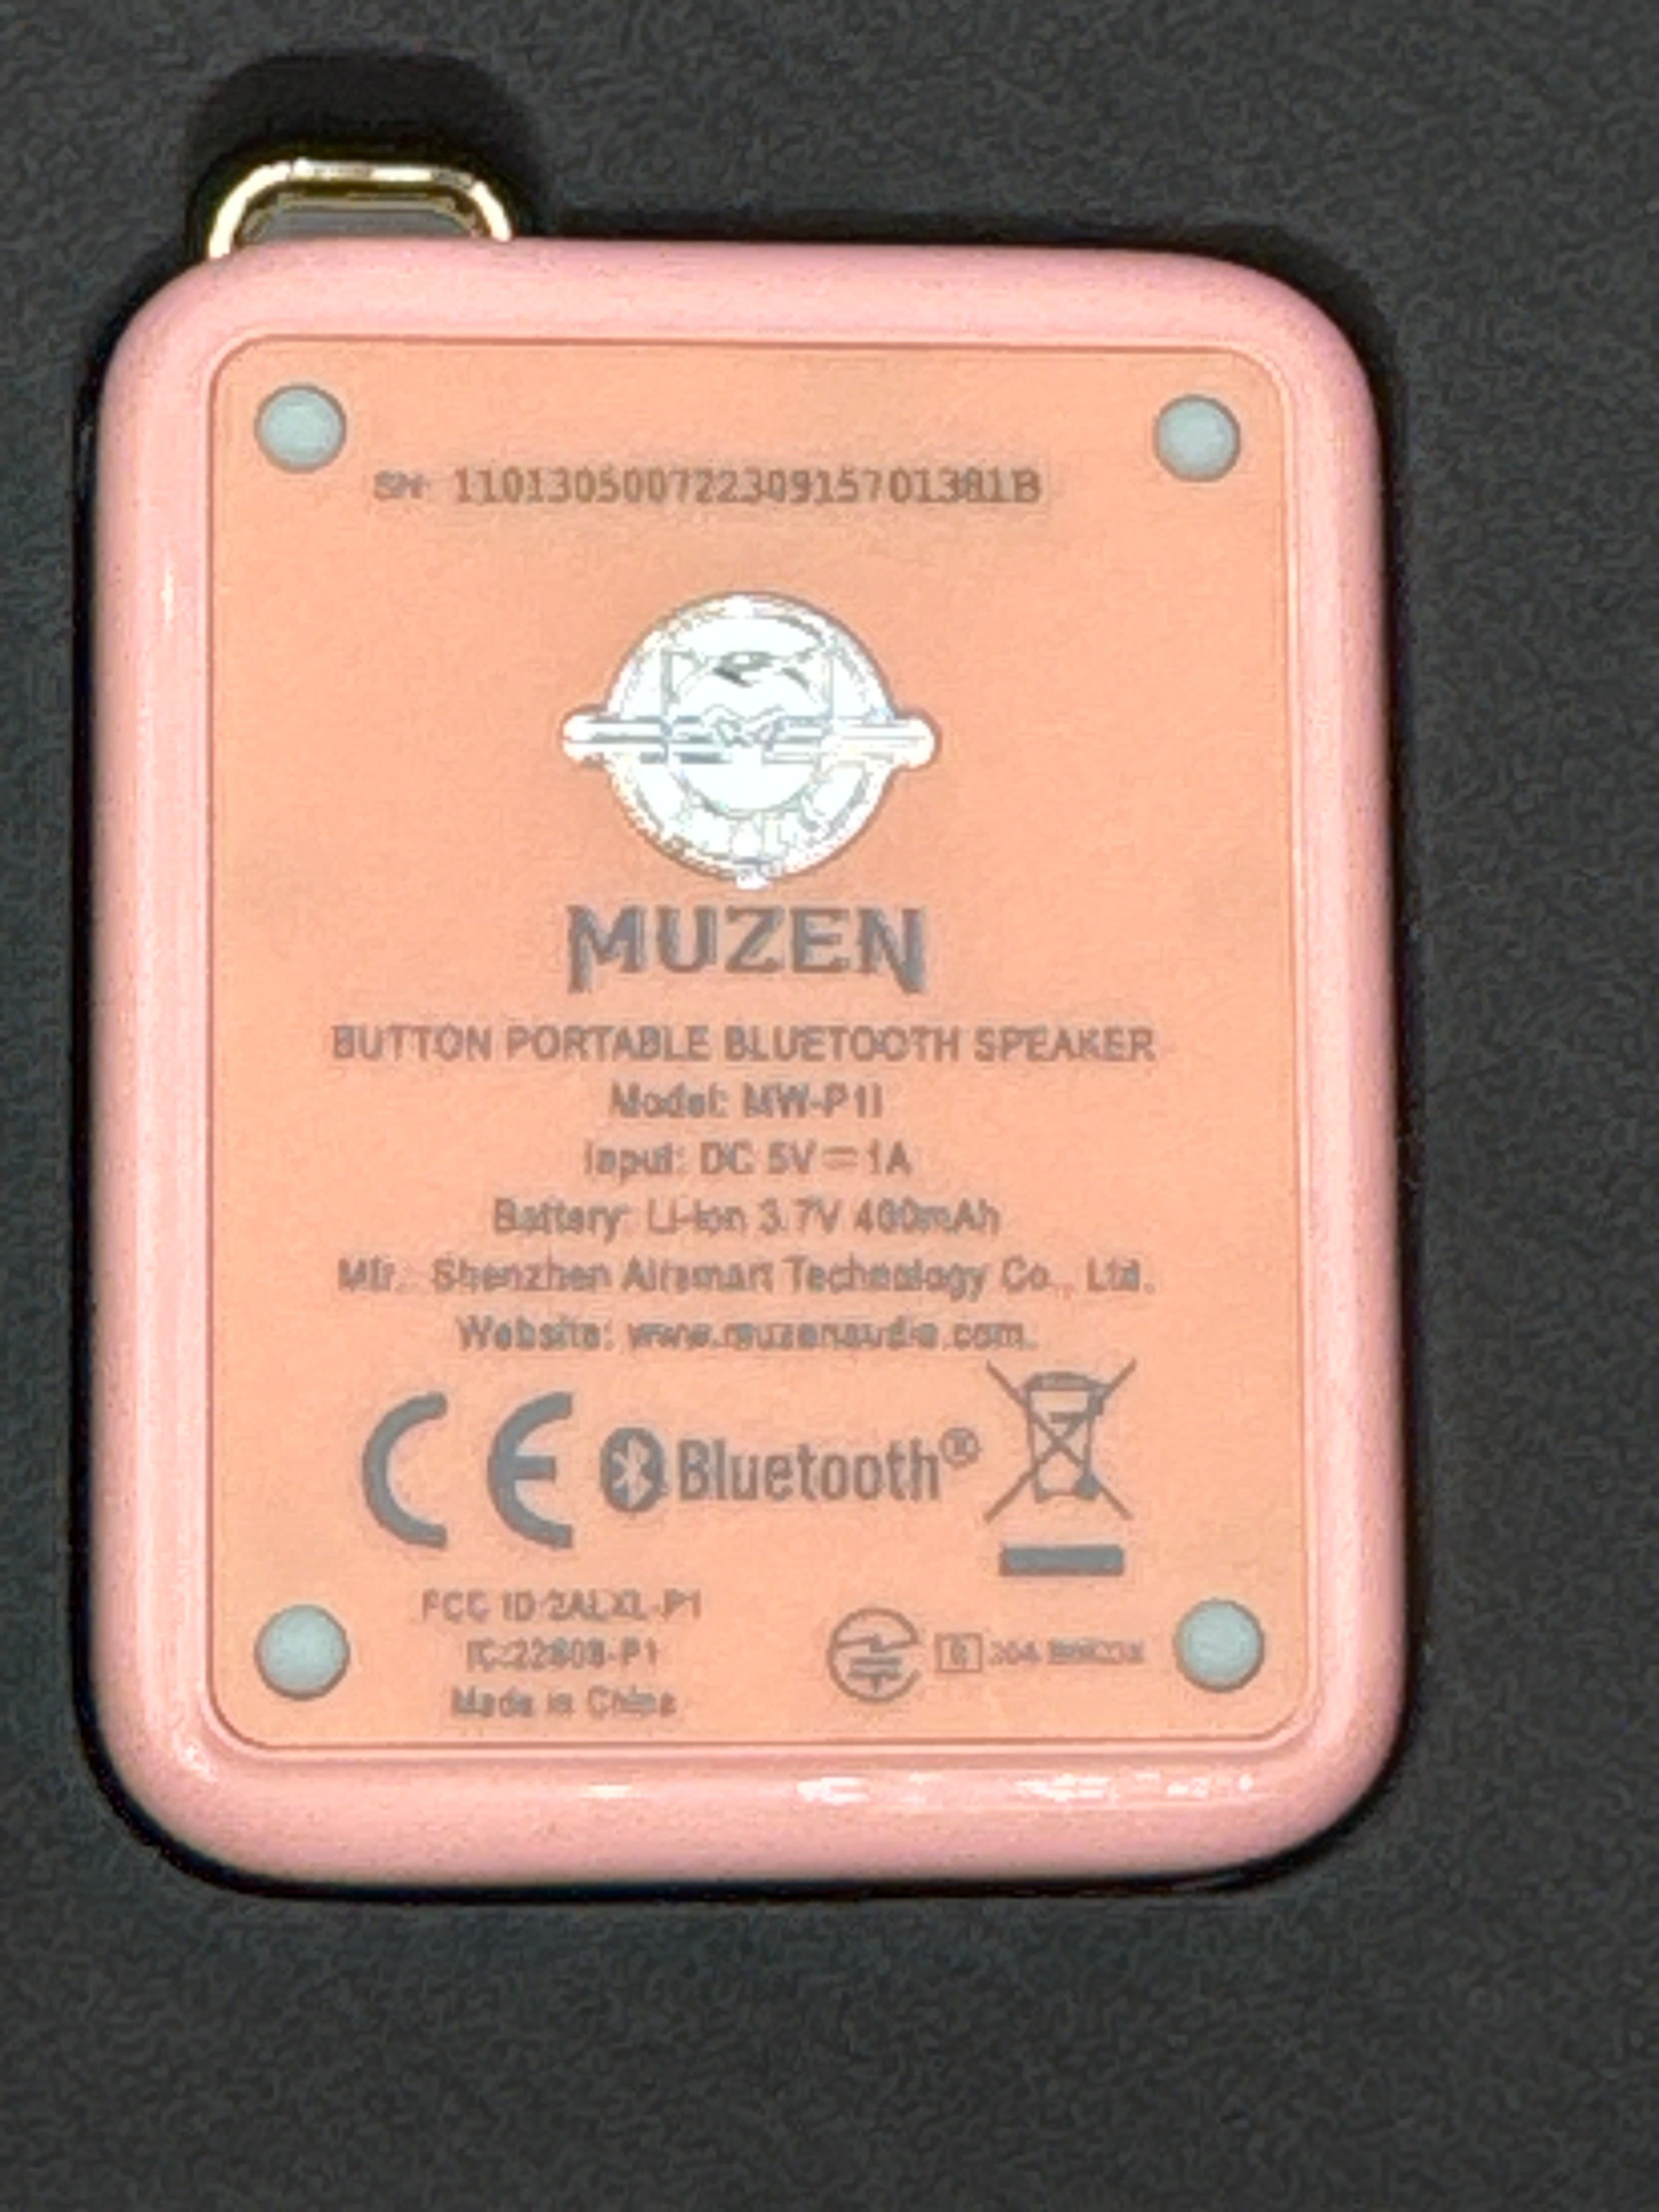 SN: 11013050072230915701381B
MUZEN
BUTTON PORTABLE BLUETOOTH SPEAKER
Model: MW-P1I
Input: DC 5V⎓1A
Battery: Li-ion 3.7V 400mAh
Mfr.: Shenzhen Airsmart Technology Co., Ltd.
Website: www.muzenaudio.com
CE Bluetooth®
FCC ID:2ALXL-P1
IC:22808-P1
Made in China
R